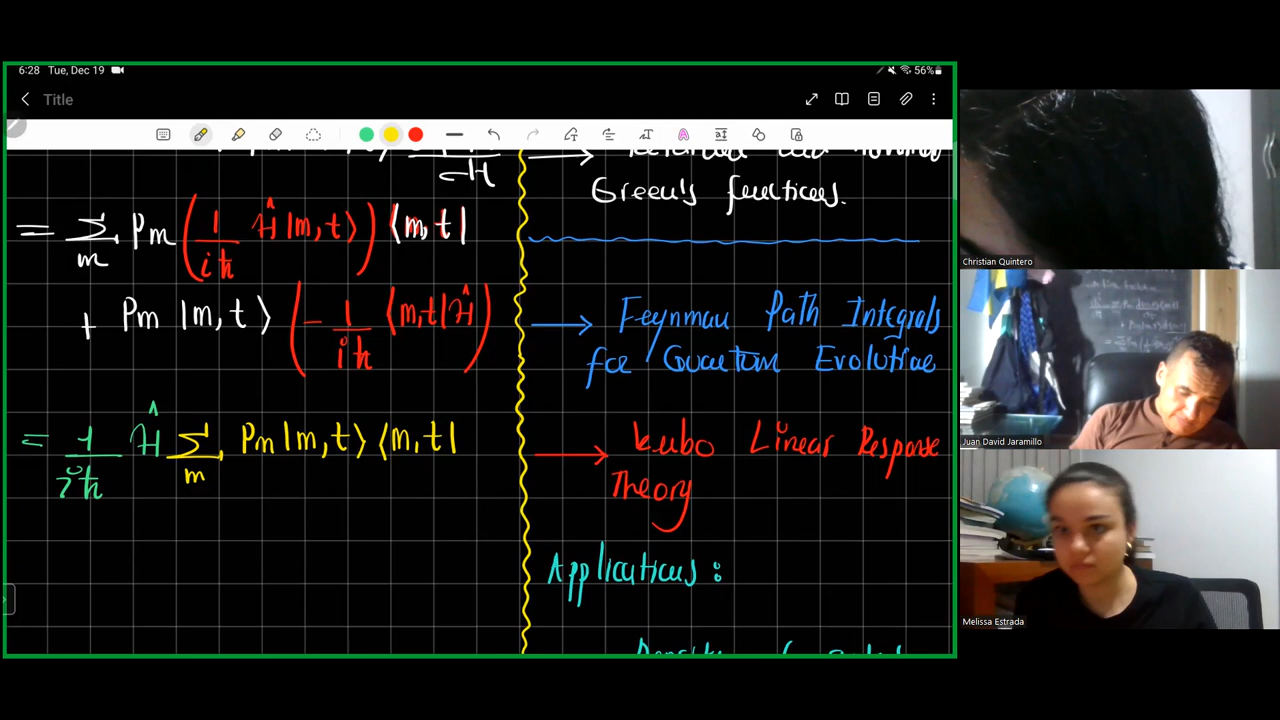 6:28 Tue, Dec 19
56%
Title
Green's functions.
= Σ_m Pm ( 1/iħ Ĥ |m,t⟩ ) ⟨m,t|
+ Pm |m,t⟩ ( - 1/iħ ⟨m,t| Ĥ )
= 1/iħ Ĥ Σ_m Pm |m,t⟩ ⟨m,t|
→ Feynman Path Integrals
for Quantum Evolution
→ Kubo Linear Response
Theory
Applications:
Christian Quintero
Juan David Jaramillo
Melissa Estrada